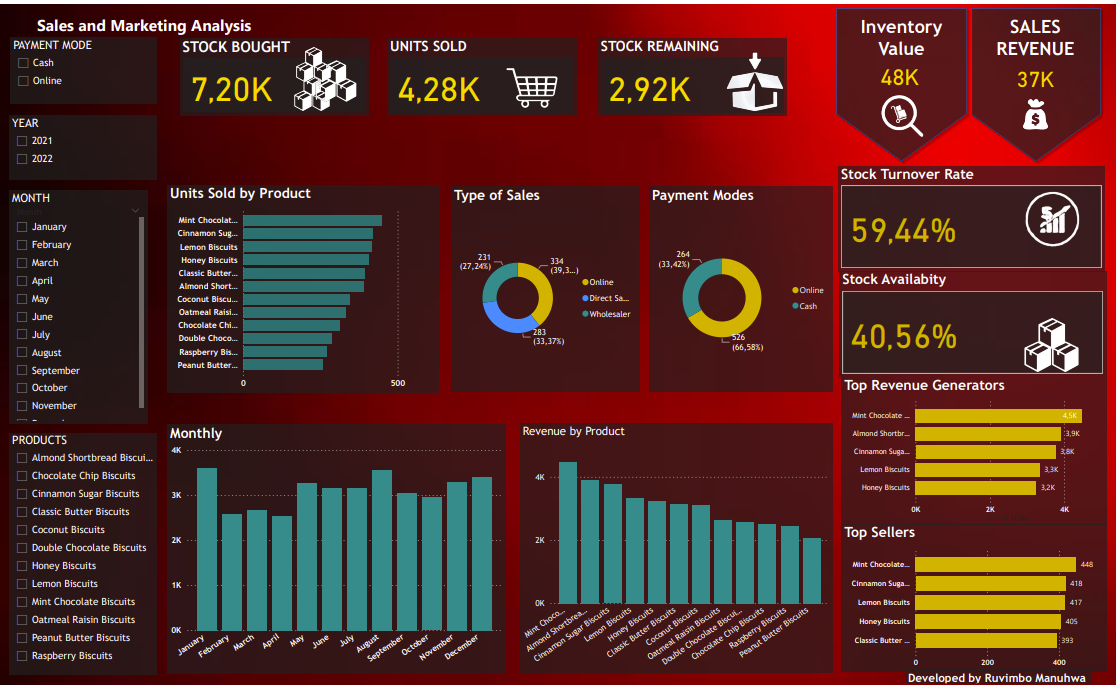 Sales and Marketing Analysis
PAYMENT MODE
Cash
Online
YEAR
2021
2022
MONTH
January
February
March
April
May
June
July
August
September
October
November
PRODUCTS
Almond Shortbread Biscui...
Chocolate Chip Biscuits
Cinnamon Sugar Biscuits
Classic Butter Biscuits
Coconut Biscuits
Double Chocolate Biscuits
Honey Biscuits
Lemon Biscuits
Mint Chocolate Biscuits
Oatmeal Raisin Biscuits
Peanut Butter Biscuits
Raspberry Biscuits
STOCK BOUGHT
7,20K
UNITS SOLD
4,28K
STOCK REMAINING
2,92K
Inventory
Value
48K
SALES
REVENUE
37K
$
Units Sold by Product
Mint Chocolat...
Cinnamon Sug...
Lemon Biscuits
Honey Biscuits
Classic Butter...
Almond Short...
Coconut Biscu...
Oatmeal Raisi...
Chocolate Chi...
Double Choco...
Raspberry Bis...
Peanut Butter...
0
500
Type of Sales
231
(27,24%)
334
(39,3...)
283
(33,37%)
Online
Direct Sa...
Wholesaler
Payment Modes
264
(33,42%)
526
(66,58%)
Online
Cash
Stock Turnover Rate
59,44%
$
Stock Availabity
40,56%
Monthly
4K
3K
2K
1K
0K
January
February
March
April
May
June
July
August
September
October
November
December
Revenue by Product
4K
2K
0K
Mint Choco...
Almond Shortbrea...
Cinnamon Sugar Biscuits
Lemon Biscuits
Honey Biscuits
Classic Butter Biscuits
Coconut Biscuits
Oatmeal Raisin Biscuits
Double Chocolate Biscui...
Chocolate Chip Biscuits
Raspberry Biscuits
Peanut Butter Biscuits
Top Revenue Generators
Mint Chocolate ...
4,5K
Almond Shortbr...
3,9K
Cinnamon Suga...
3,8K
Lemon Biscuits
3,3K
Honey Biscuits
3,2K
0K
2K
4K
Top Sellers
Mint Chocolate...
448
Cinnamon Suga...
418
Lemon Biscuits
417
Honey Biscuits
405
Classic Butter ...
393
0
200
400
Developed by Ruvimbo Manuhwa